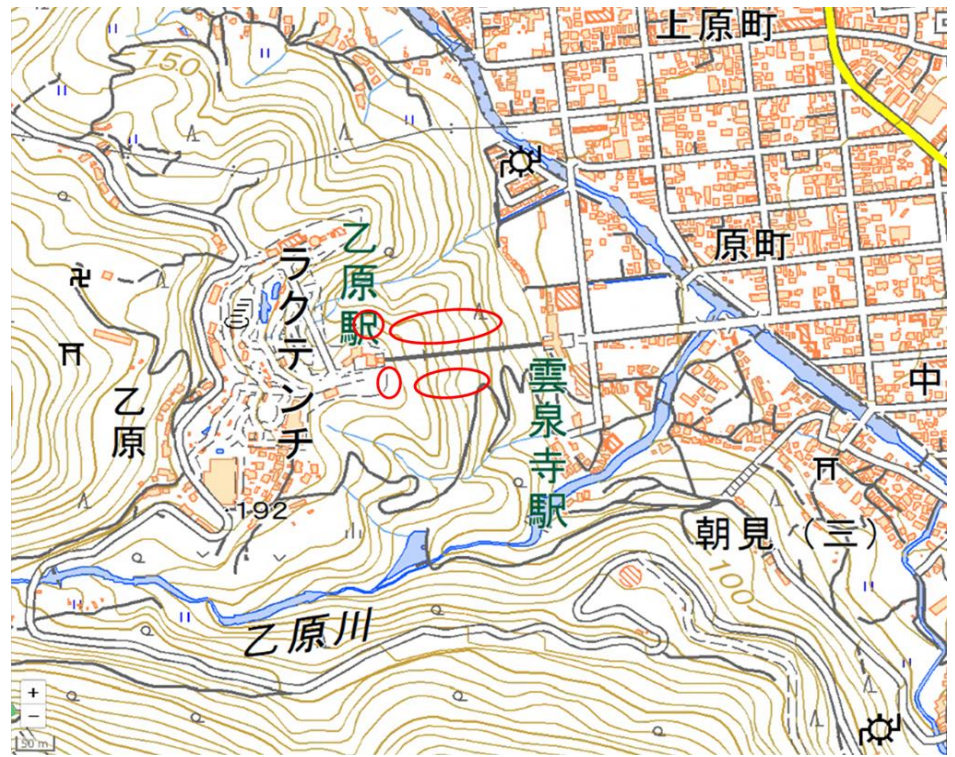 上原町
150
乙原駅
ラクテンチ
原町
乙原
雲泉寺駅
中
192
朝見(三)
100
乙原川
+
−
50 m